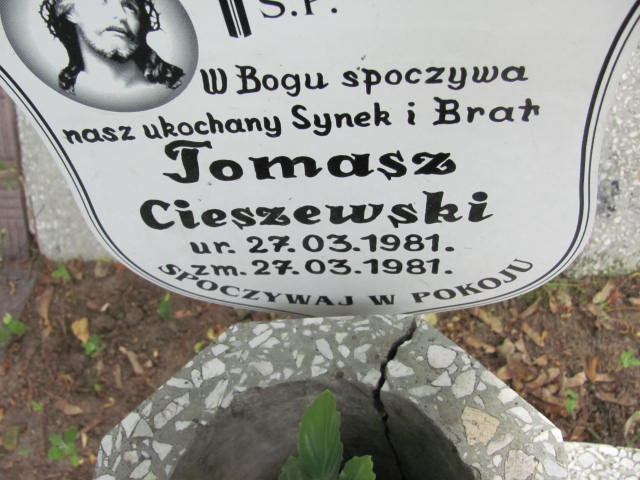 Ś.P.
W Bogu spoczywa
nasz ukochany Synek i Brat
Tomasz
Cieszewski
ur. 27.03.1981.
zm. 27.03.1981.
SPOCZYWAJ W POKOJU